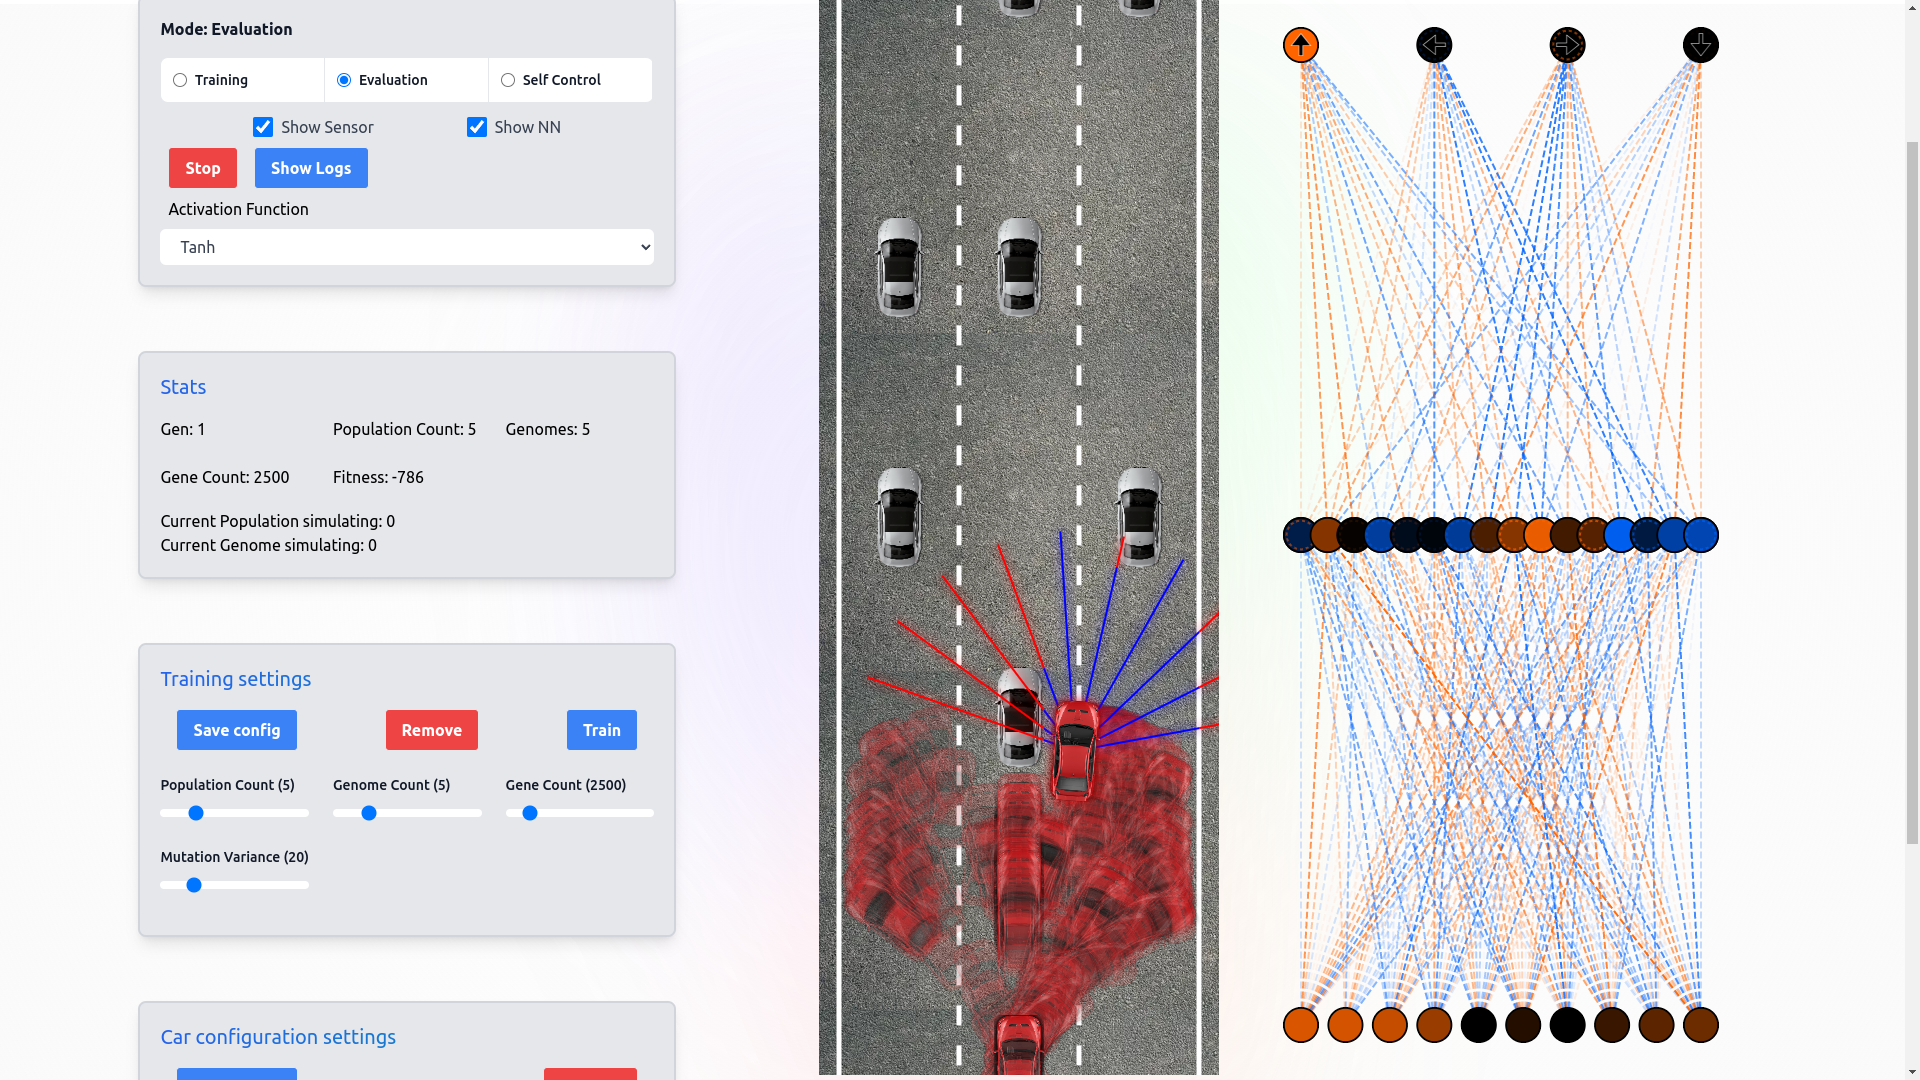 Mode: Evaluation
Training
Evaluation
Self Control
Show Sensor
Show NN
Stop
Show Logs
Activation Function
Tanh
Stats
Gen: 1
Population Count: 5
Genomes: 5
Gene Count: 2500
Fitness: -786
Current Population simulating: 0
Current Genome simulating: 0
Training settings
Save config
Remove
Train
Population Count (5)
Genome Count (5)
Gene Count (2500)
Mutation Variance (20)
Car configuration settings